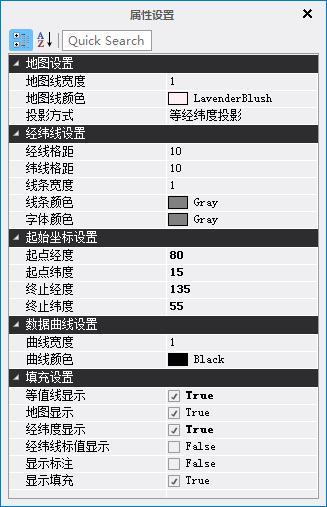 属性设置
Quick Search
地图设置
地图线宽度 1
地图线颜色 LavenderBlush
投影方式 等经纬度投影
经纬线设置
经线格距 10
纬线格距 10
线条宽度 1
线条颜色 Gray
字体颜色 Gray
起始坐标设置
起点经度 80
起点纬度 15
终止经度 135
终止纬度 55
数据曲线设置
曲线宽度 1
曲线颜色 Black
填充设置
等值线显示 True
地图显示 True
经纬度显示 True
经纬线标值显示 False
显示标注 False
显示填充 True